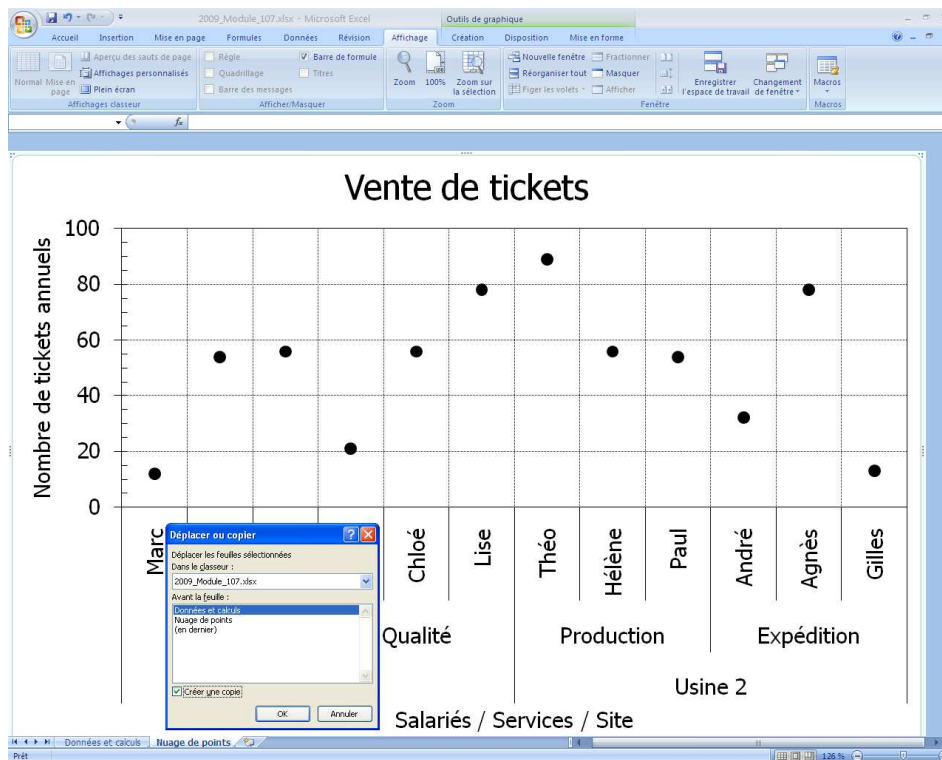 2009_Module_107.xlsx - Microsoft Excel
Outils de graphique
Accueil Insertion Mise en page Formules Données Révision Affichage Création Disposition Mise en forme
Normal
Mise en page
Aperçu des sauts de page
Affichages personnalisés
Plein écran
Affichages classeur
Règle
Quadrillage
Barre des messages
Barre de formule
Titres
Afficher/Masquer
Zoom
100%
Zoom sur la sélection
Zoom
Nouvelle fenêtre
Réorganiser tout
Figer les volets
Fractionner
Masquer
Afficher
Enregistrer l'espace de travail
Changement de fenêtre
Fenêtre
Macros
Macros
fx
Vente de tickets
Nombre de tickets annuels
100
80
60
40
20
0
Marc
Chloé
Lise
Théo
Hélène
Paul
André
Agnès
Gilles
Qualité
Production
Expédition
Usine 2
Salariés / Services / Site
Déplacer ou copier
Déplacer les feuilles sélectionnées
Dans le classeur :
2009_Module_107.xlsx
Avant la feuille :
Données et calculs
Nuage de points
(en dernier)
Créer une copie
OK
Annuler
Données et calculs
Nuage de points
Prêt
126 %